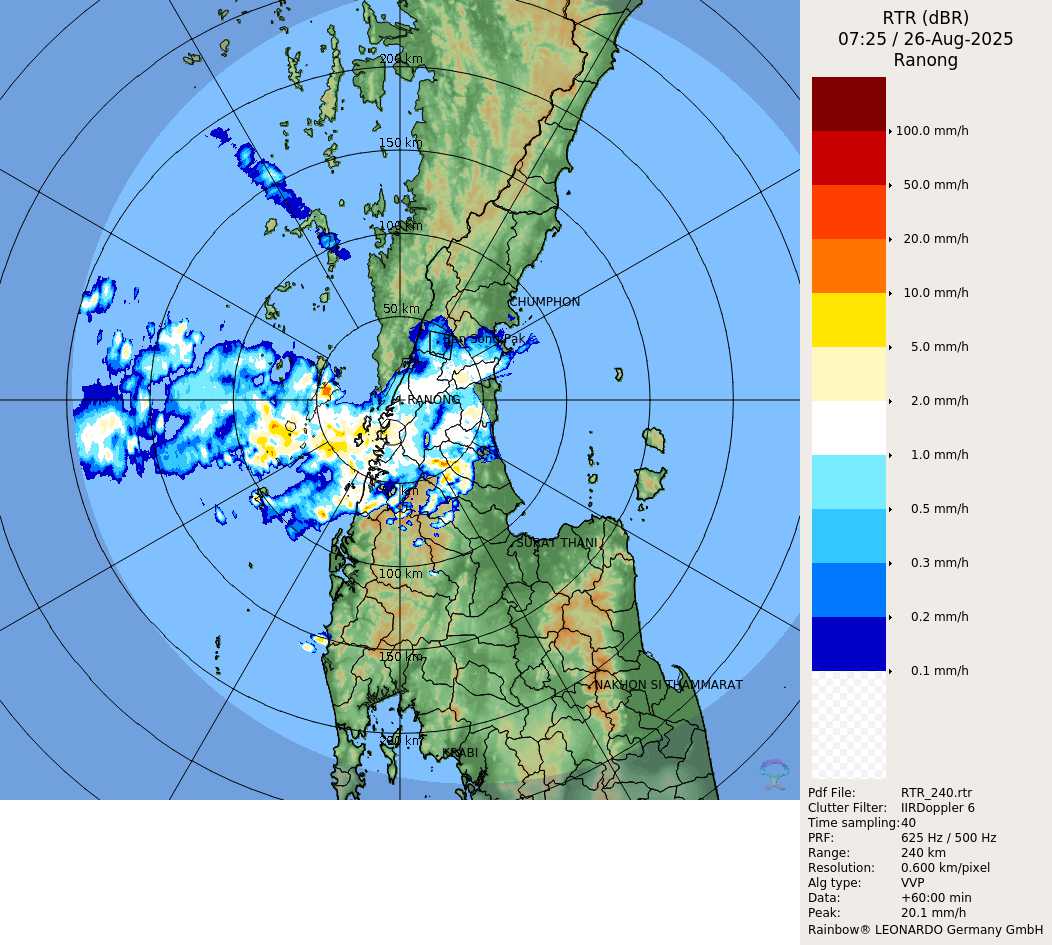 RTR (dBR)
07:25 / 26-Aug-2025
Ranong
100.0 mm/h
50.0 mm/h
20.0 mm/h
10.0 mm/h
5.0 mm/h
2.0 mm/h
1.0 mm/h
0.5 mm/h
0.3 mm/h
0.2 mm/h
0.1 mm/h
Pdf File: RTR_240.rtr
Clutter Filter: IIRDoppler 6
Time sampling: 40
PRF: 625 Hz / 500 Hz
Range: 240 km
Resolution: 0.600 km/pixel
Alg type: VVP
Data: +60:00 min
Peak: 20.1 mm/h
Rainbow® LEONARDO Germany GmbH
200 km
150 km
100 km
CHUMPHON
50 km
RANONG
50 km
SURAT THANI
100 km
150 km
NAKHON SI THAMMARAT
200 km
KRABI